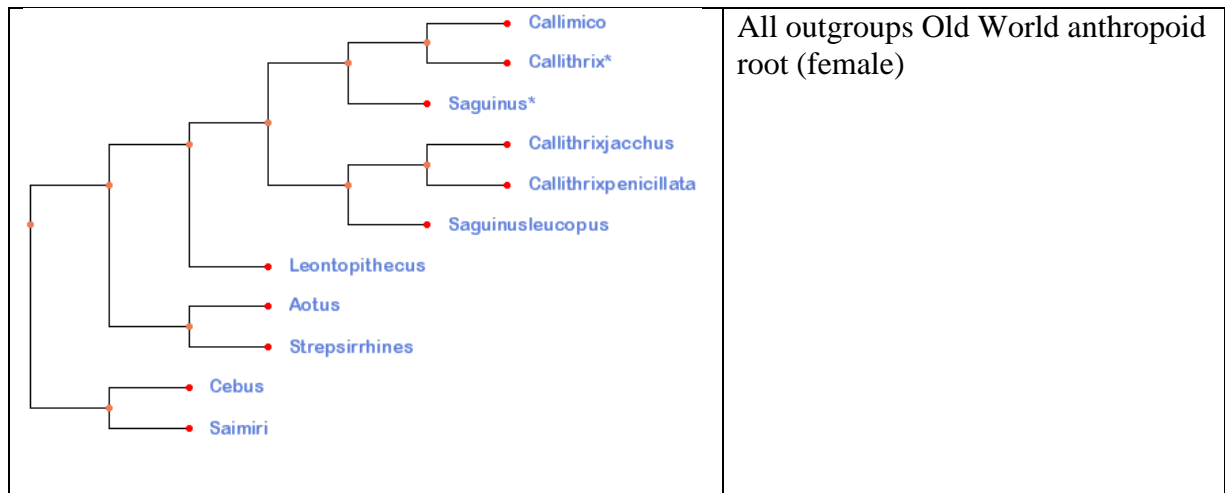 Callimico
Callithrix*
Saguinus*
Callithrixjacchus
Callithrixpenicillata
Saguinusleucopus
Leontopithecus
Aotus
Strepsirrhines
Cebus
Saimiri
All outgroups Old World anthropoid
root (female)